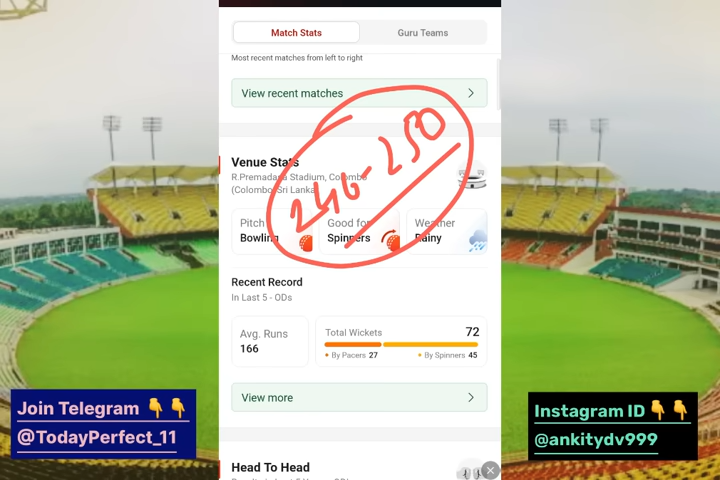 Match Stats
Guru Teams
Most recent matches from left to right
View recent matches
Venue Stats
R.Premadasa Stadium, Colombo
(Colombo) Sri Lanka
Pitch
Bowling
Good for
Spinners
Weather
Rainy
246-250
Recent Record
In Last 5 - ODs
Avg. Runs
166
Total Wickets
72
By Pacers 27
By Spinners 45
View more
Head To Head
Join Telegram 👇👇
@TodayPerfect_11
Instagram ID 👇👇
@ankitydv999